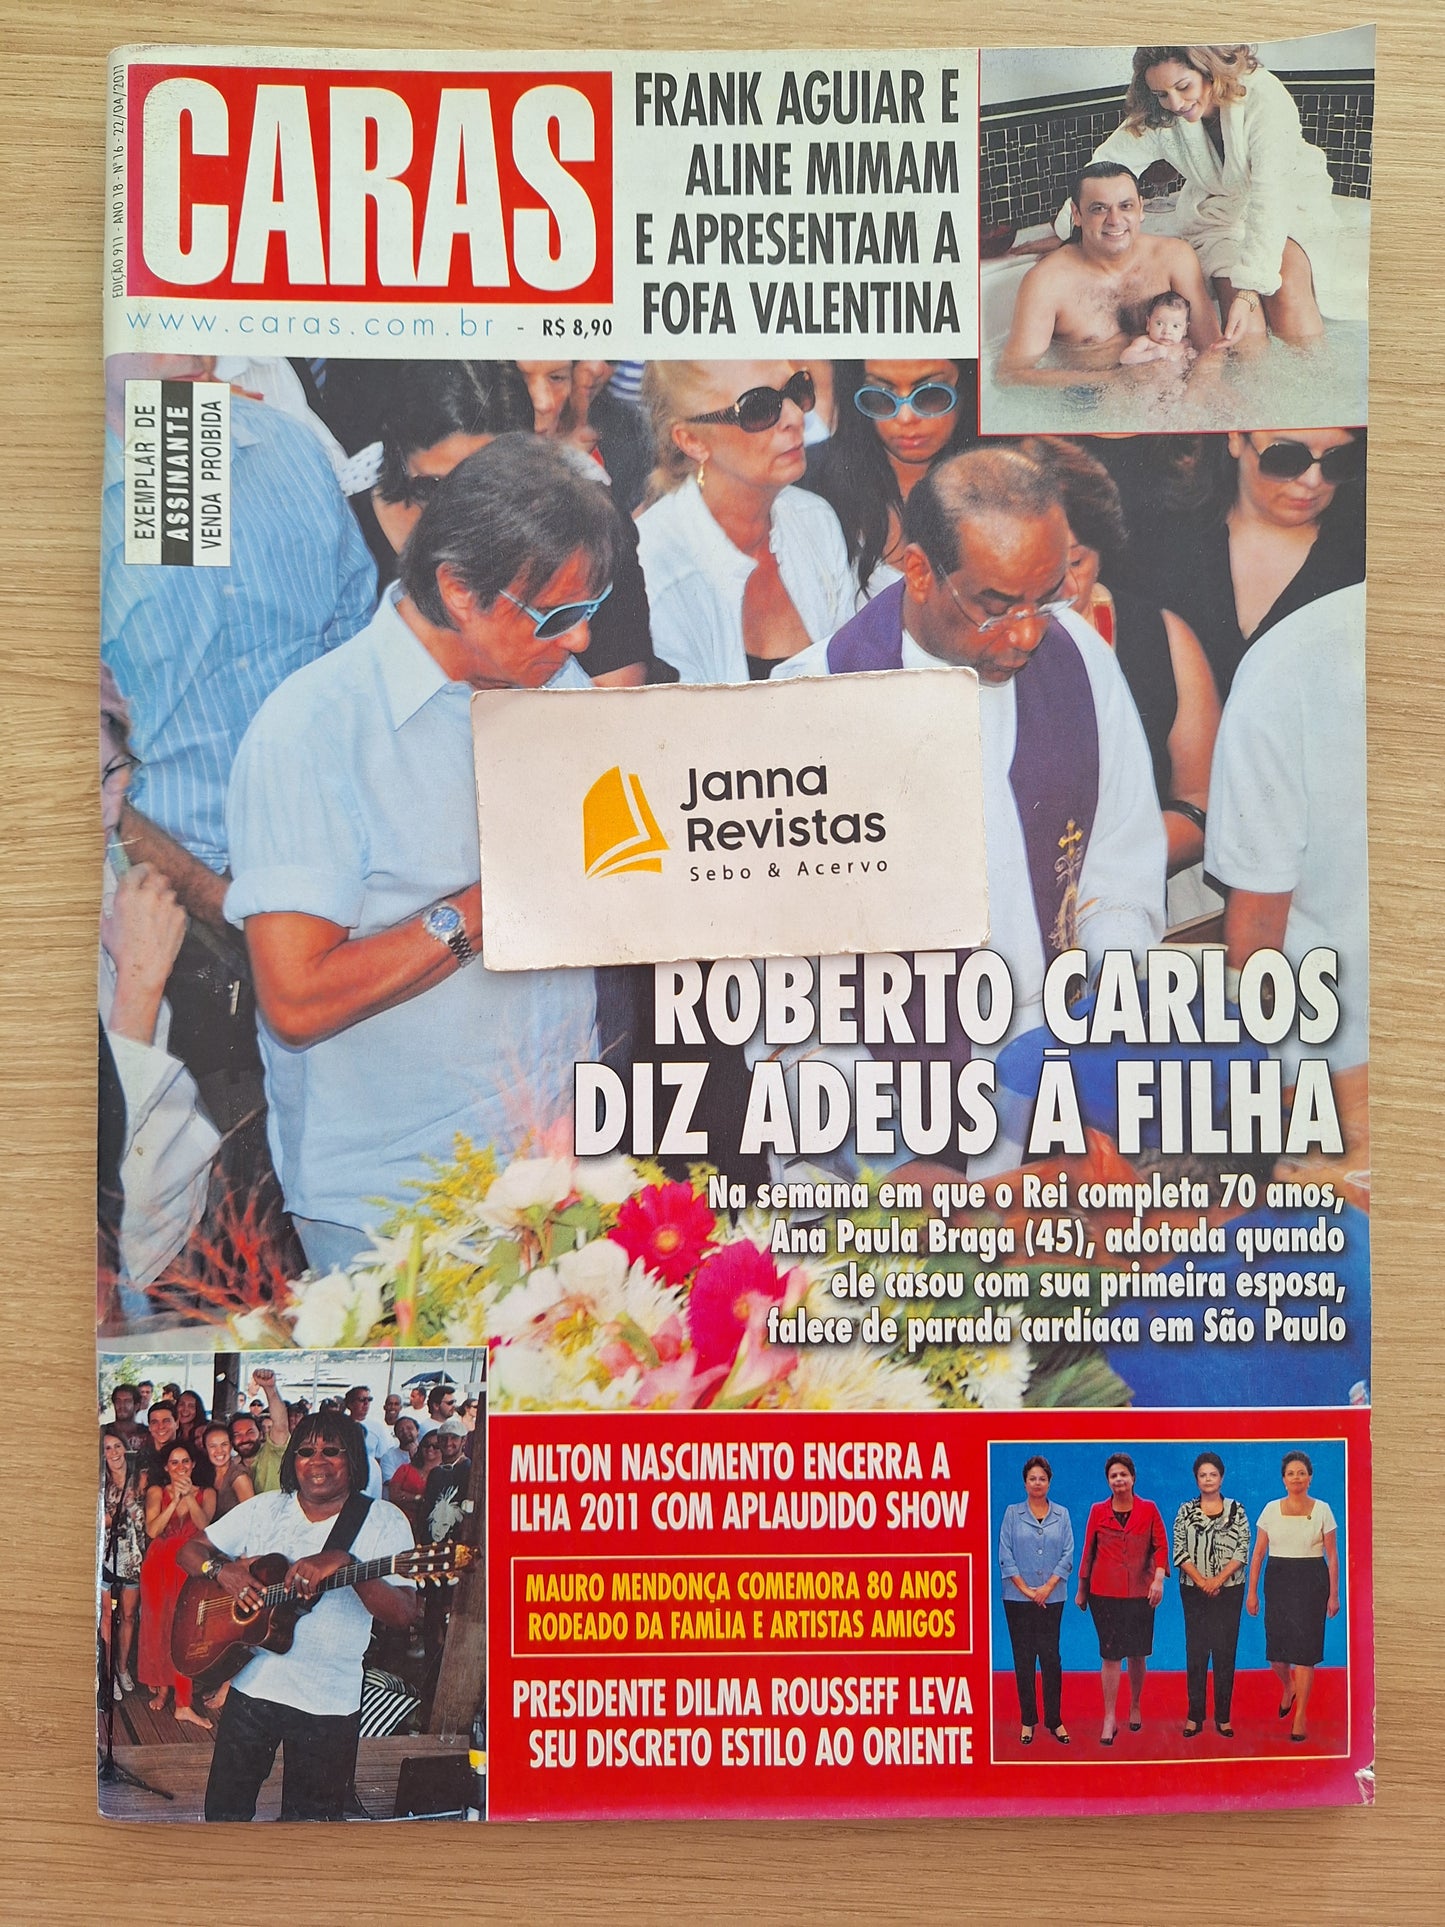 EDIÇÃO 911 - ANO 18 - Nº 16 - 22/04/2011
CARAS
www.caras.com.br - R$ 8,90
FRANK AGUIAR E
ALINE MIMAM
E APRESENTAM A
FOFA VALENTINA
EXEMPLAR DE
ASSINANTE
VENDA PROIBIDA
Janna
Revistas
Sebo & Acervo
ROBERTO CARLOS
DIZ ADEUS À FILHA
Na semana em que o Rei completa 70 anos,
Ana Paula Braga (45), adotada quando
ele casou com sua primeira esposa,
falece de parada cardíaca em São Paulo
MILTON NASCIMENTO ENCERRA A
ILHA 2011 COM APLAUDIDO SHOW
MAURO MENDONÇA COMEMORA 80 ANOS
RODEADO DA FAMÍLIA E ARTISTAS AMIGOS
PRESIDENTE DILMA ROUSSEFF LEVA
SEU DISCRETO ESTILO AO ORIENTE